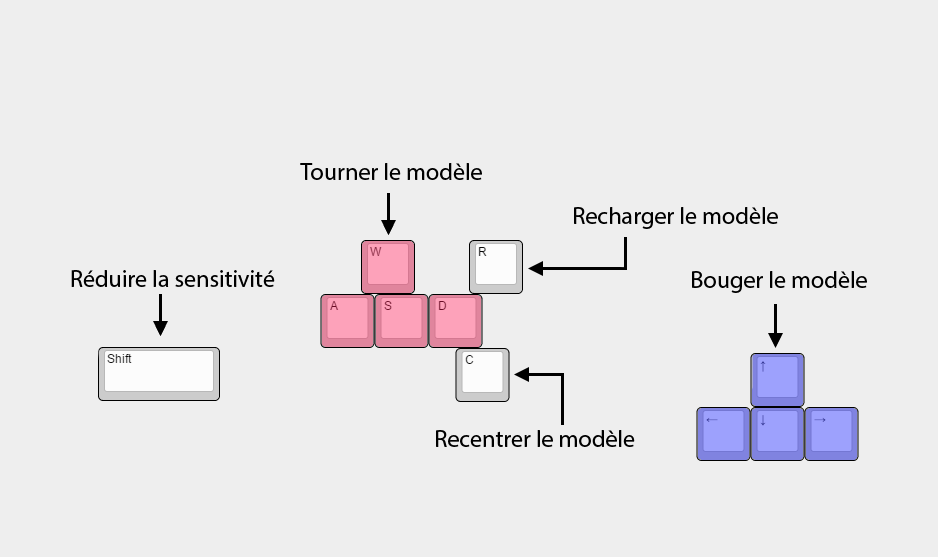 Tourner le modèle
Recharger le modèle
W
R
Réduire la sensitivité
Bouger le modèle
A S D
Shift
C
↑
← ↓ →
Recentrer le modèle